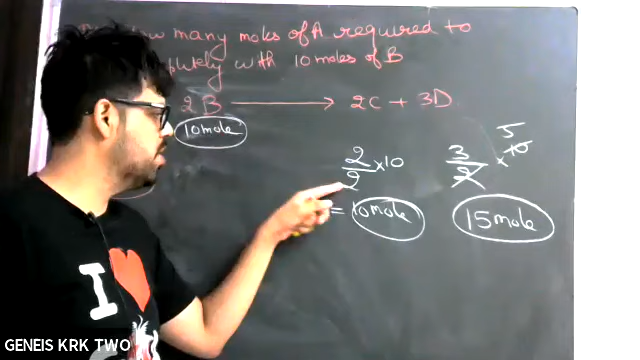 how many moles of A required to
with 10 moles of B
2B → 2C + 3D
10 mole
2/2 × 10
= 10 mole
3/2 × 10 5
15 mole
I
GENEIS KRK TWO